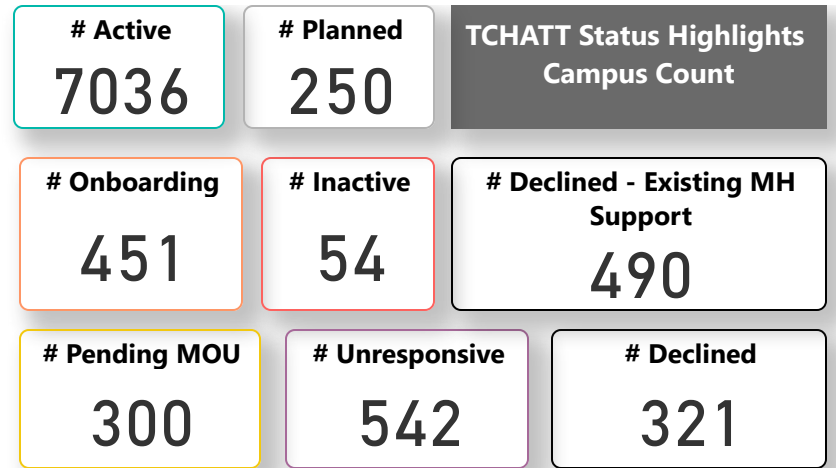 # Active
7036
# Planned
250
TCHATT Status Highlights
Campus Count
# Onboarding
451
# Inactive
54
# Declined - Existing MH
Support
490
# Pending MOU
300
# Unresponsive
542
# Declined
321